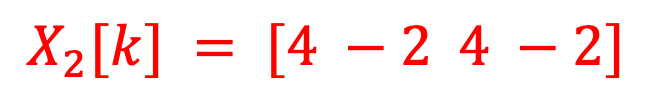 X₂[k] = [4 − 2 4 − 2]